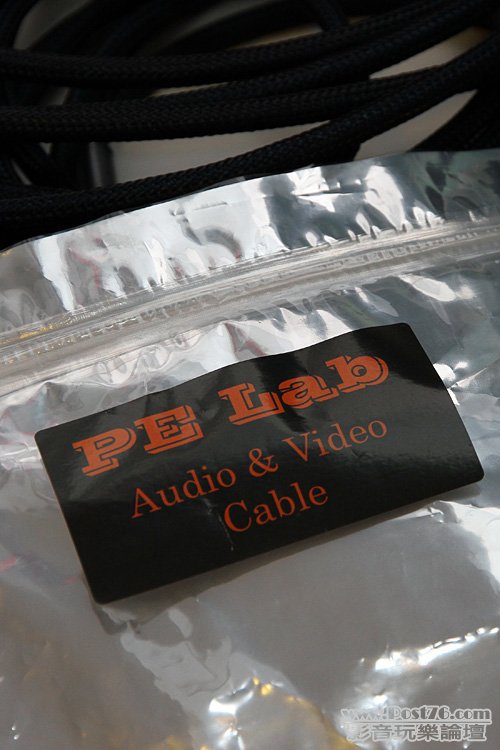 PE Lab
Audio & Video
Cable
www.Post76.com
影音玩樂論壇